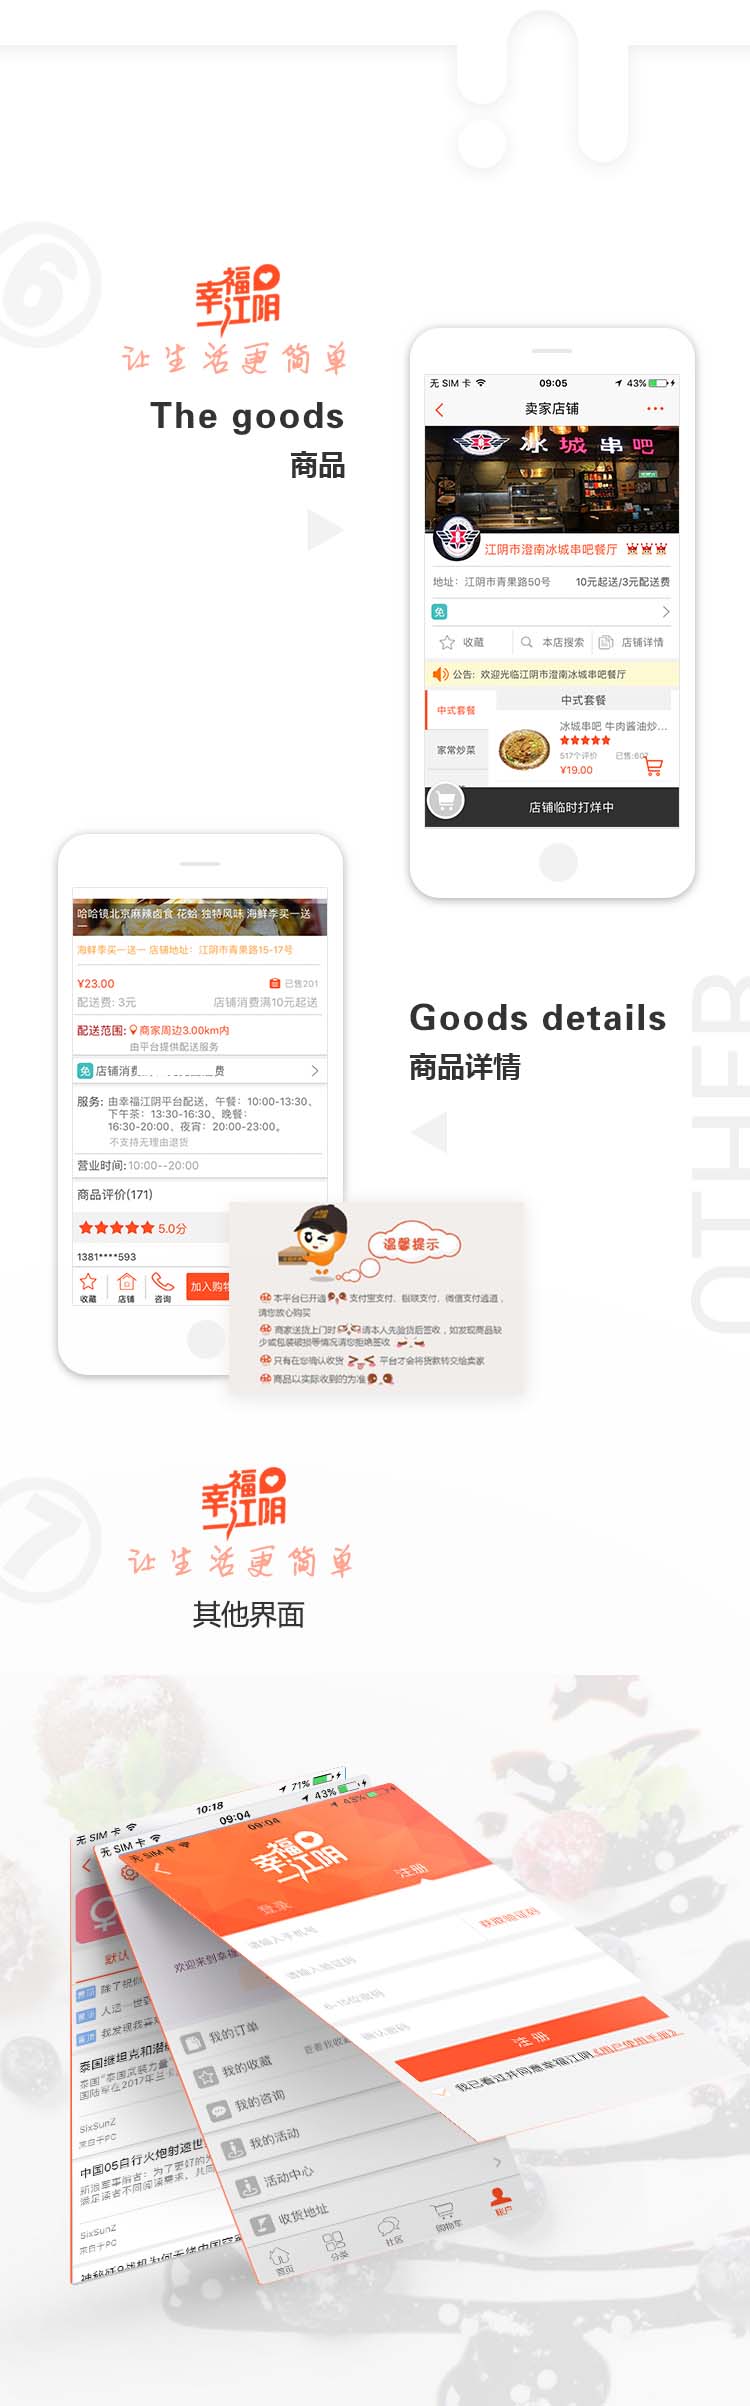 6
幸福江阴
让生活更简单
The goods
商品
无 SIM 卡 09:05 43%
卖家店铺
冰城串吧
江阴市澄南冰城串吧餐厅
地址：江阴市青果路50号 10元起送/3元配送费
免
收藏 本店搜索 店铺详情
公告：欢迎光临江阴市澄南冰城串吧餐厅
中式套餐 中式套餐
冰城串吧 牛肉酱油炒...
家常炒菜
517个评价 已售:607
¥19.00
店铺临时打烊中
哈哈镜北京麻辣卤食 花蛤 独特风味 海鲜季买一送
一
海鲜季买一送一 店铺地址：江阴市青果路15-17号
¥23.00 已售201
配送费: 3元 店铺消费满10元起送
配送范围: 商家周边3.00km内
由平台提供配送服务
免 店铺消费
费
服务: 由幸福江阴平台配送，午餐：10:00-13:30、
下午茶：13:30-16:30、晚餐：
16:30-20:00、夜宵：20:00-23:00。
不支持无理由退货
营业时间: 10:00--20:00
商品评价(171)
5.0分
1381****593
收藏 店铺 咨询 加入购物
Goods details
商品详情
OTHER
温馨提示
本平台已开通 支付宝支付、银联支付、微信支付通道，
请您放心购买
商家送货上门时 请本人先验货后签收，如发现商品缺
少或包装破损等情况请您拒绝签收
只有在您确认收货 平台才会将货款转交给卖家
商品以实际收到的为准
7
幸福江阴
让生活更简单
其他界面
无 SIM 卡 10:18 71%
无 SIM 卡 09:04 43%
无 SIM 卡 09:04 43%
幸福江阴
登录 注册
请输入手机号 获取验证码
请输入验证码
6-16位密码
确认密码
注册
我已看过并同意幸福江阴《用户使用手册》
欢迎来到幸福
我的订单
我的收藏 查看我收藏
我的咨询
我的活动
活动中心
收货地址
首页 分类 社区 购物车 账户
默认
置顶 除了祝你
置顶 人这一世
置顶 我发现我喜
泰国继坦克和潜
泰国“泰国武装力量”
国陆军在2017年三
SixSunZ
来自于PC
中国05自行火炮射速世
新浪军事编者：为了更好的
满足读者不同阅读需求，共同
SixSunZ
来自于PC